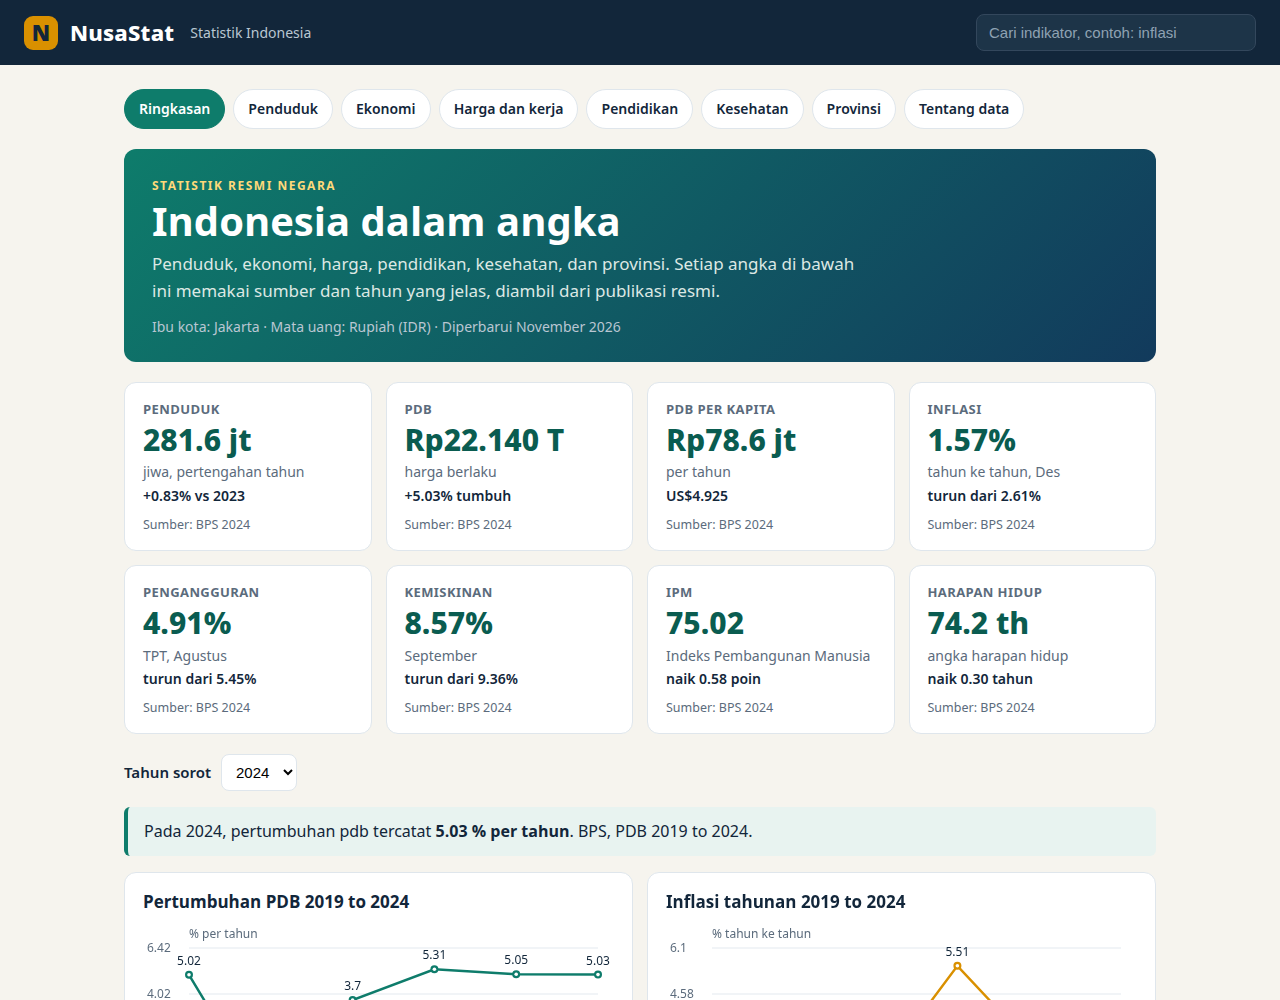 N NusaStat Statistik Indonesia Cari indikator, contoh: inflasi
Ringkasan Penduduk Ekonomi Harga dan kerja Pendidikan Kesehatan Provinsi Tentang data
STATISTIK RESMI NEGARA
Indonesia dalam angka
Penduduk, ekonomi, harga, pendidikan, kesehatan, dan provinsi. Setiap angka di bawah
ini memakai sumber dan tahun yang jelas, diambil dari publikasi resmi.
Ibu kota: Jakarta · Mata uang: Rupiah (IDR) · Diperbarui November 2026
PENDUDUK
281.6 jt
jiwa, pertengahan tahun
+0.83% vs 2023
Sumber: BPS 2024
PDB
Rp22.140 T
harga berlaku
+5.03% tumbuh
Sumber: BPS 2024
PDB PER KAPITA
Rp78.6 jt
per tahun
US$4.925
Sumber: BPS 2024
INFLASI
1.57%
tahun ke tahun, Des
turun dari 2.61%
Sumber: BPS 2024
PENGANGGURAN
4.91%
TPT, Agustus
turun dari 5.45%
Sumber: BPS 2024
KEMISKINAN
8.57%
September
turun dari 9.36%
Sumber: BPS 2024
IPM
75.02
Indeks Pembangunan Manusia
naik 0.58 poin
Sumber: BPS 2024
HARAPAN HIDUP
74.2 th
angka harapan hidup
naik 0.30 tahun
Sumber: BPS 2024
Tahun sorot 2024
Pada 2024, pertumbuhan pdb tercatat 5.03 % per tahun. BPS, PDB 2019 to 2024.
Pertumbuhan PDB 2019 to 2024
% per tahun
6.42
5.02
3.7
5.31
5.05
5.03
4.02
Inflasi tahunan 2019 to 2024
% tahun ke tahun
6.1
5.51
4.58